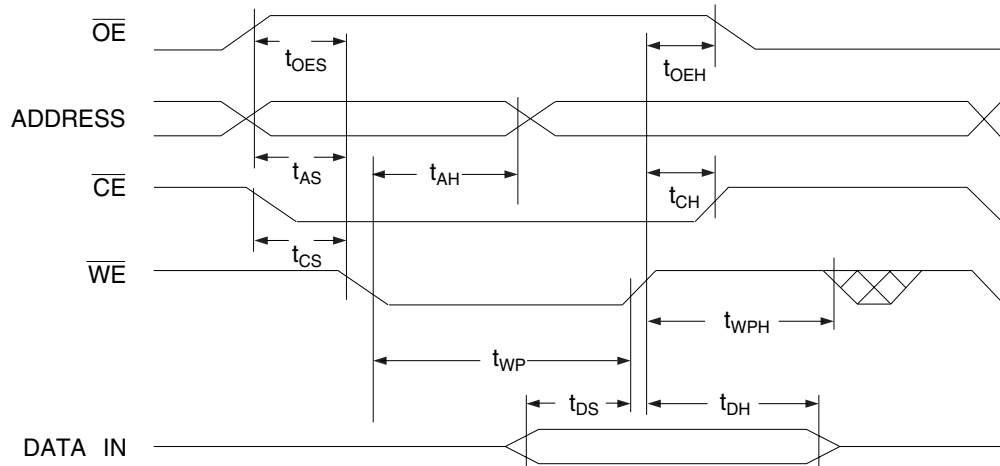 OE
tOES
tOEH
ADDRESS
tAS
tAH
tCH
CE
tCS
WE
tWPH
tWP
tDS
tDH
DATA IN